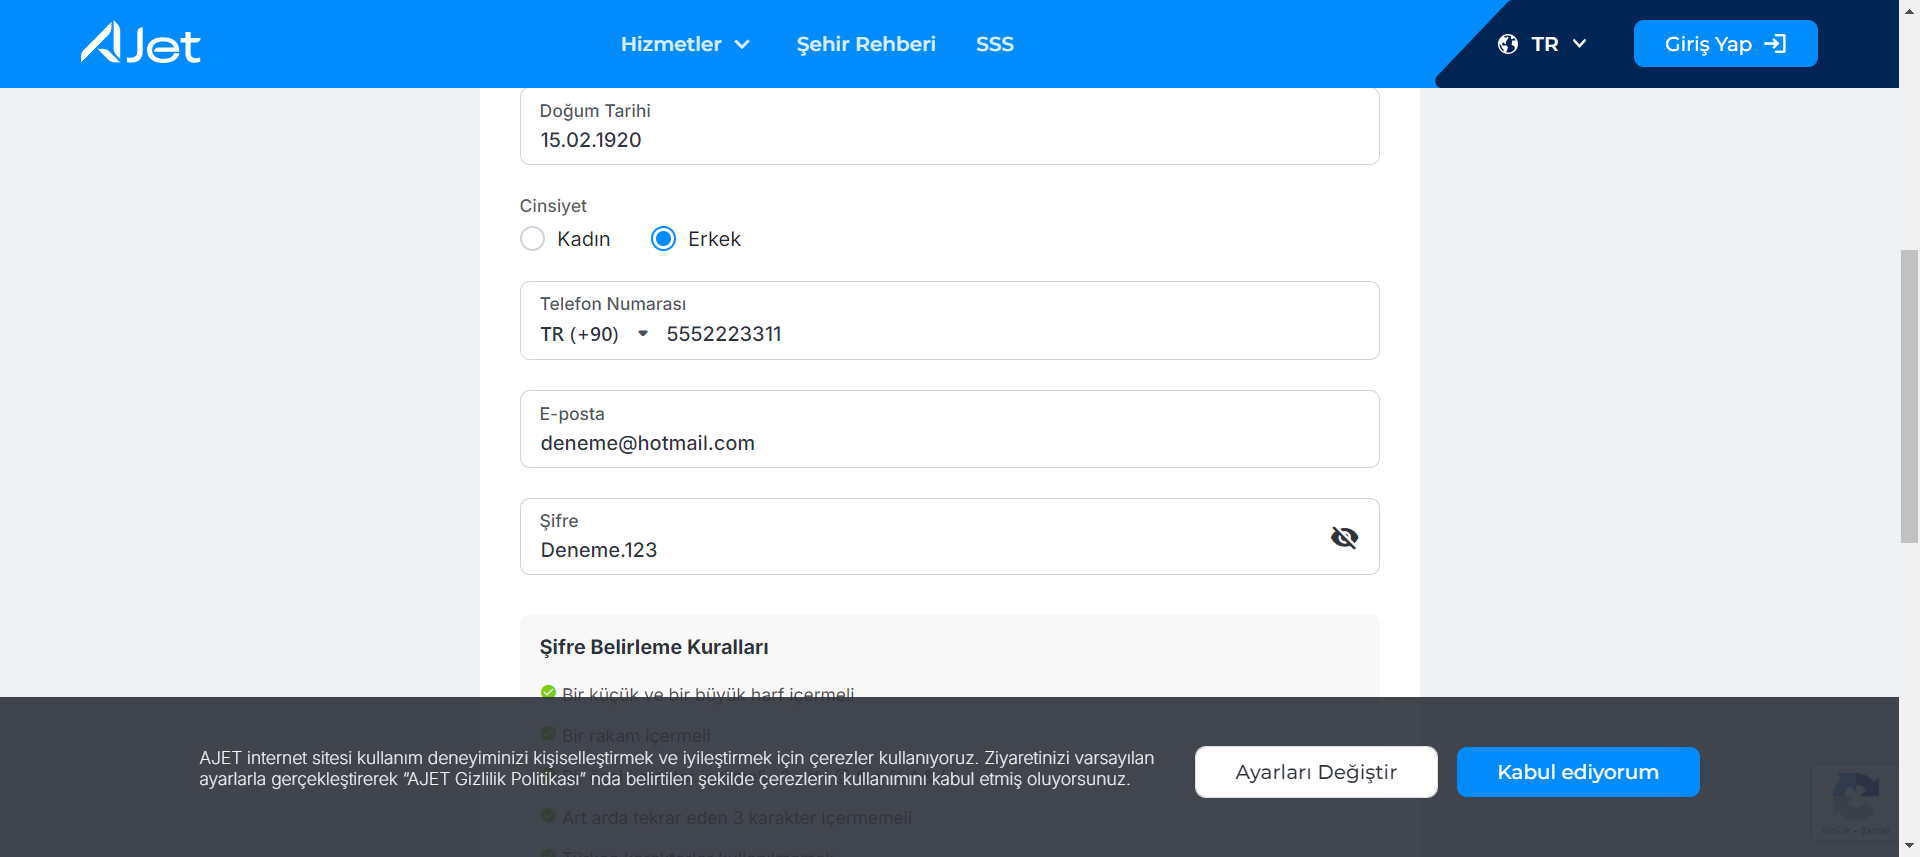 AJet
Hizmetler
Şehir Rehberi
SSS
TR
Giriş Yap
Doğum Tarihi
15.02.1920
Cinsiyet
Kadın
Erkek
Telefon Numarası
TR (+90)
5552223311
E-posta
deneme@hotmail.com
Şifre
Deneme.123
Şifre Belirleme Kuralları
Bir küçük ve bir büyük harf içermeli
Bir rakam içermeli
AJET internet sitesi kullanım deneyiminizi kişiselleştirmek ve iyileştirmek için çerezler kullanıyoruz. Ziyaretinizi varsayılan
ayarlarla gerçekleştirerek “AJET Gizlilik Politikası” nda belirtilen şekilde çerezlerin kullanımını kabul etmiş oluyorsunuz.
Ayarları Değiştir
Kabul ediyorum
Art arda tekrar eden 3 karakter içermemeli
Gizlilik - Şartlar